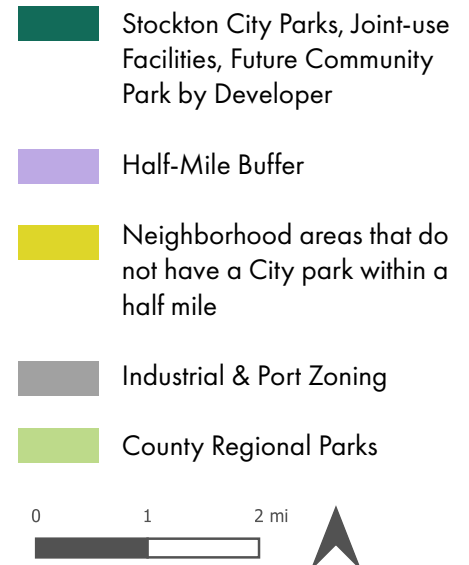 Stockton City Parks, Joint-use
Facilities, Future Community
Park by Developer
Half-Mile Buffer
Neighborhood areas that do
not have a City park within a
half mile
Industrial & Port Zoning
County Regional Parks
0 1 2 mi